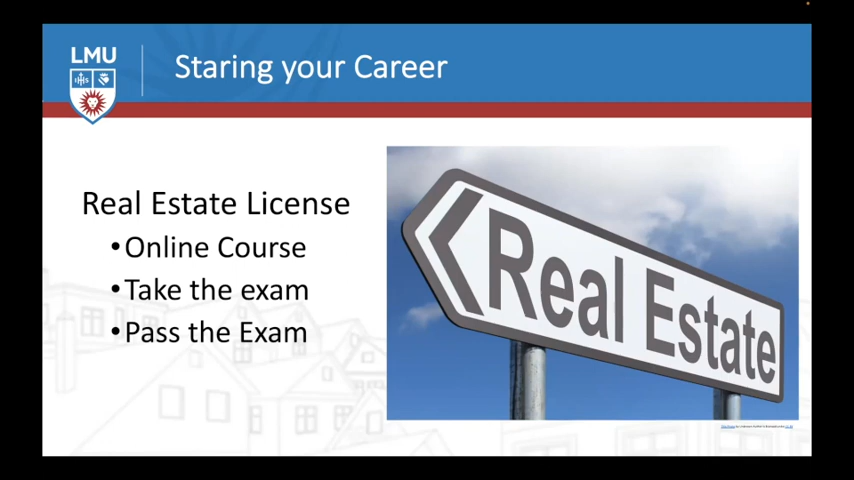 LMU
Staring your Career
Real Estate License
•Online Course
•Take the exam
•Pass the Exam
Real Estate